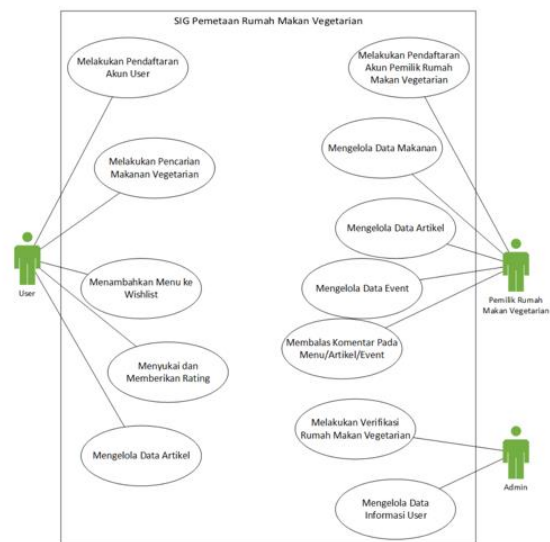 SIG Pemetaan Rumah Makan Vegetarian
Melakukan Pendaftaran
Akun User
Melakukan Pencarian
Makanan Vegetarian
Menambahkan Menu ke
Wishlist
Menyukai dan
Memberikan Rating
Mengelola Data Artikel
User
Melakukan Pendaftaran
Akun Pemilik Rumah
Makan Vegetarian
Mengelola Data Makanan
Mengelola Data Artikel
Mengelola Data Event
Membalas Komentar Pada
Menu/Artikel/Event
Pemilik Rumah
Makan Vegetarian
Melakukan Verifikasi
Rumah Makan Vegetarian
Mengelola Data
Informasi User
Admin